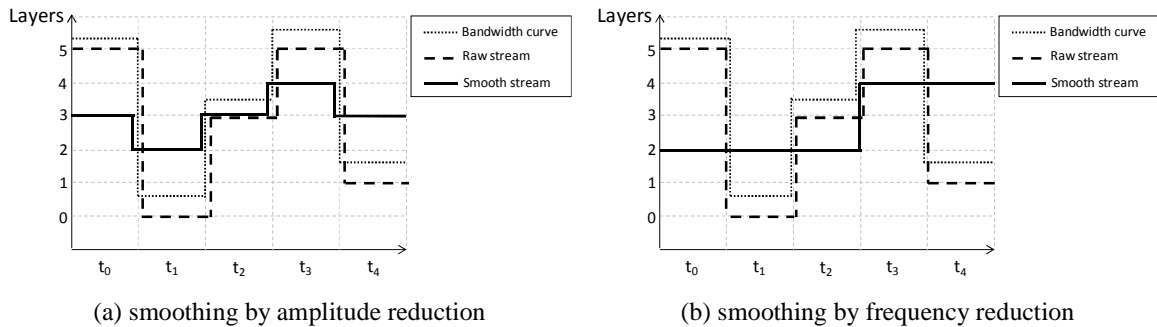 Layers
Bandwidth curve
Raw stream
Smooth stream
5
4
3
2
1
0
t0 t1 t2 t3 t4
(a) smoothing by amplitude reduction
Layers
Bandwidth curve
Raw stream
Smooth stream
5
4
3
2
1
0
t0 t1 t2 t3 t4
(b) smoothing by frequency reduction